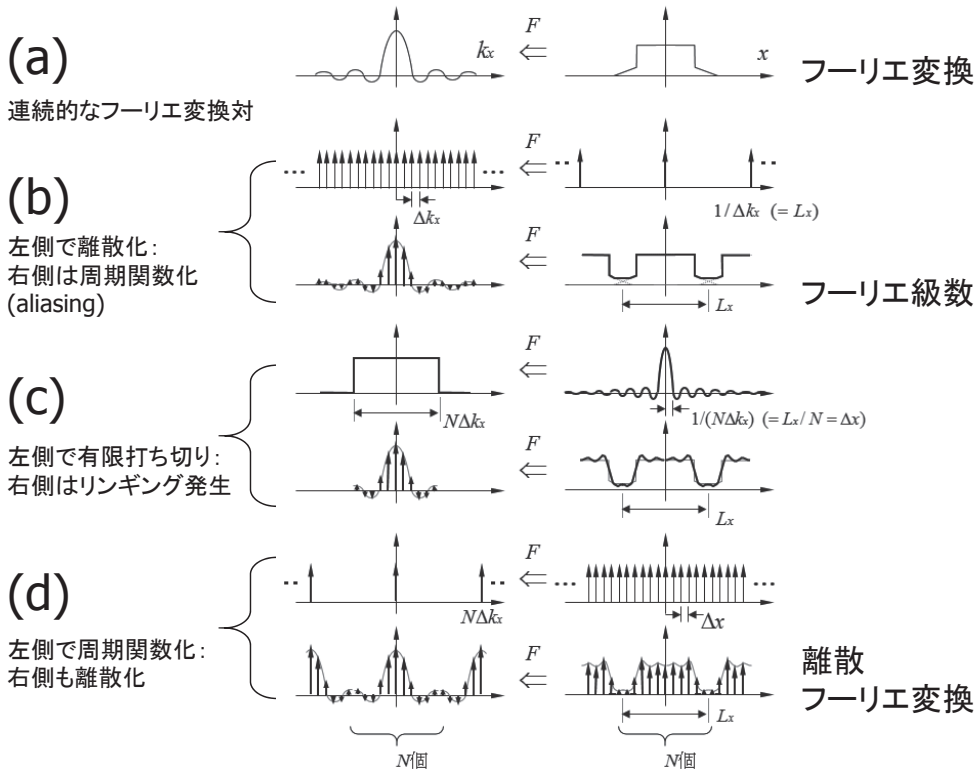 (a)
連続的なフーリエ変換対
kx
F
⇐
x
フーリエ変換
(b)
左側で離散化:
右側は周期関数化
(aliasing)
Δkx
F
⇐
1/Δkx (= Lx)
F
⇐
Lx
フーリエ級数
(c)
左側で有限打ち切り:
右側はリンギング発生
NΔkx
F
⇐
1/(NΔkx) (= Lx / N = Δx)
F
⇐
Lx
(d)
左側で周期関数化:
右側も離散化
NΔkx
F
⇐
Δx
F
⇐
Lx
離散
フーリエ変換
N個
N個